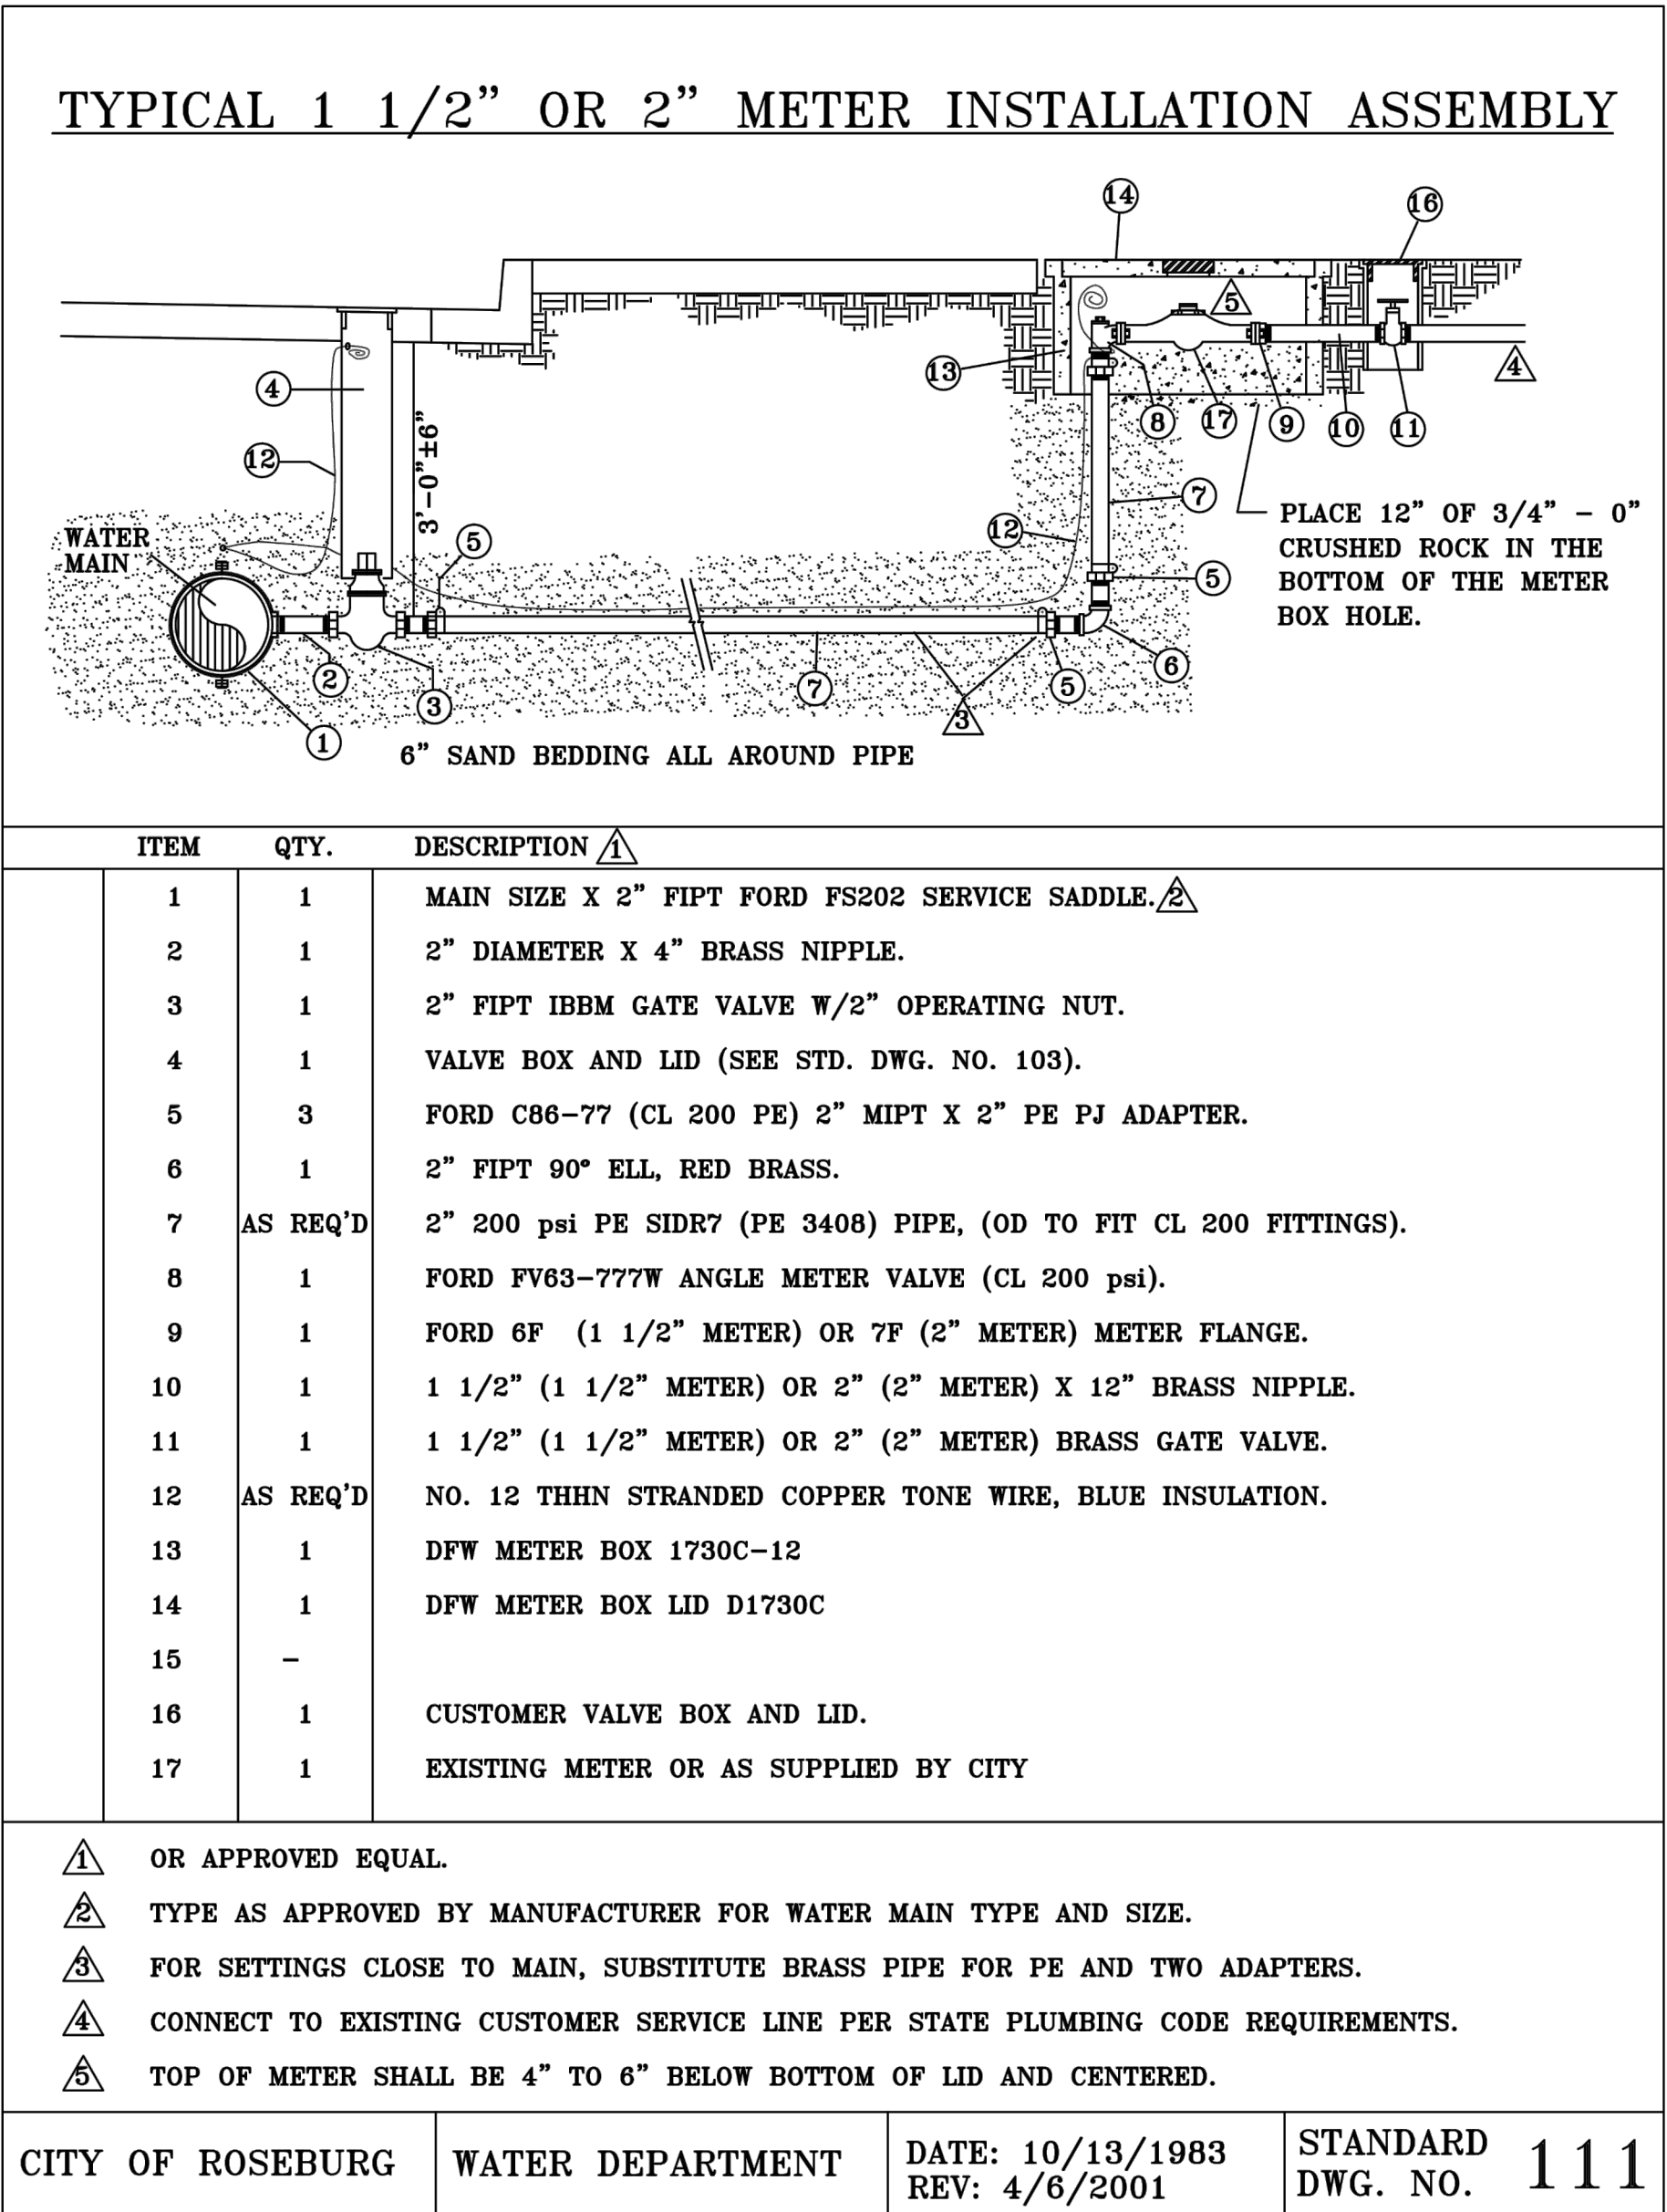 TYPICAL 1 1/2” OR 2” METER INSTALLATION ASSEMBLY
14
16
5
4
13
4
8
17
9
10
11
12
3'-0"±6"
7
PLACE 12” OF 3/4” - 0”
CRUSHED ROCK IN THE
BOTTOM OF THE METER
BOX HOLE.
WATER
MAIN
5
12
5
2
3
7
3
5
6
1
6” SAND BEDDING ALL AROUND PIPE
ITEM QTY. DESCRIPTION 1
1 1 MAIN SIZE X 2” FIPT FORD FS202 SERVICE SADDLE. 2
2 1 2” DIAMETER X 4” BRASS NIPPLE.
3 1 2” FIPT IBBM GATE VALVE W/2” OPERATING NUT.
4 1 VALVE BOX AND LID (SEE STD. DWG. NO. 103).
5 3 FORD C86-77 (CL 200 PE) 2” MIPT X 2” PE PJ ADAPTER.
6 1 2” FIPT 90° ELL, RED BRASS.
7 AS REQ'D 2” 200 psi PE SIDR7 (PE 3408) PIPE, (OD TO FIT CL 200 FITTINGS).
8 1 FORD FV63-777W ANGLE METER VALVE (CL 200 psi).
9 1 FORD 6F (1 1/2” METER) OR 7F (2” METER) METER FLANGE.
10 1 1 1/2” (1 1/2” METER) OR 2” (2” METER) X 12” BRASS NIPPLE.
11 1 1 1/2” (1 1/2” METER) OR 2” (2” METER) BRASS GATE VALVE.
12 AS REQ'D NO. 12 THHN STRANDED COPPER TONE WIRE, BLUE INSULATION.
13 1 DFW METER BOX 1730C-12
14 1 DFW METER BOX LID D1730C
15 -
16 1 CUSTOMER VALVE BOX AND LID.
17 1 EXISTING METER OR AS SUPPLIED BY CITY
1 OR APPROVED EQUAL.
2 TYPE AS APPROVED BY MANUFACTURER FOR WATER MAIN TYPE AND SIZE.
3 FOR SETTINGS CLOSE TO MAIN, SUBSTITUTE BRASS PIPE FOR PE AND TWO ADAPTERS.
4 CONNECT TO EXISTING CUSTOMER SERVICE LINE PER STATE PLUMBING CODE REQUIREMENTS.
5 TOP OF METER SHALL BE 4” TO 6” BELOW BOTTOM OF LID AND CENTERED.
CITY OF ROSEBURG
WATER DEPARTMENT
DATE: 10/13/1983
REV: 4/6/2001
STANDARD
DWG. NO. 111